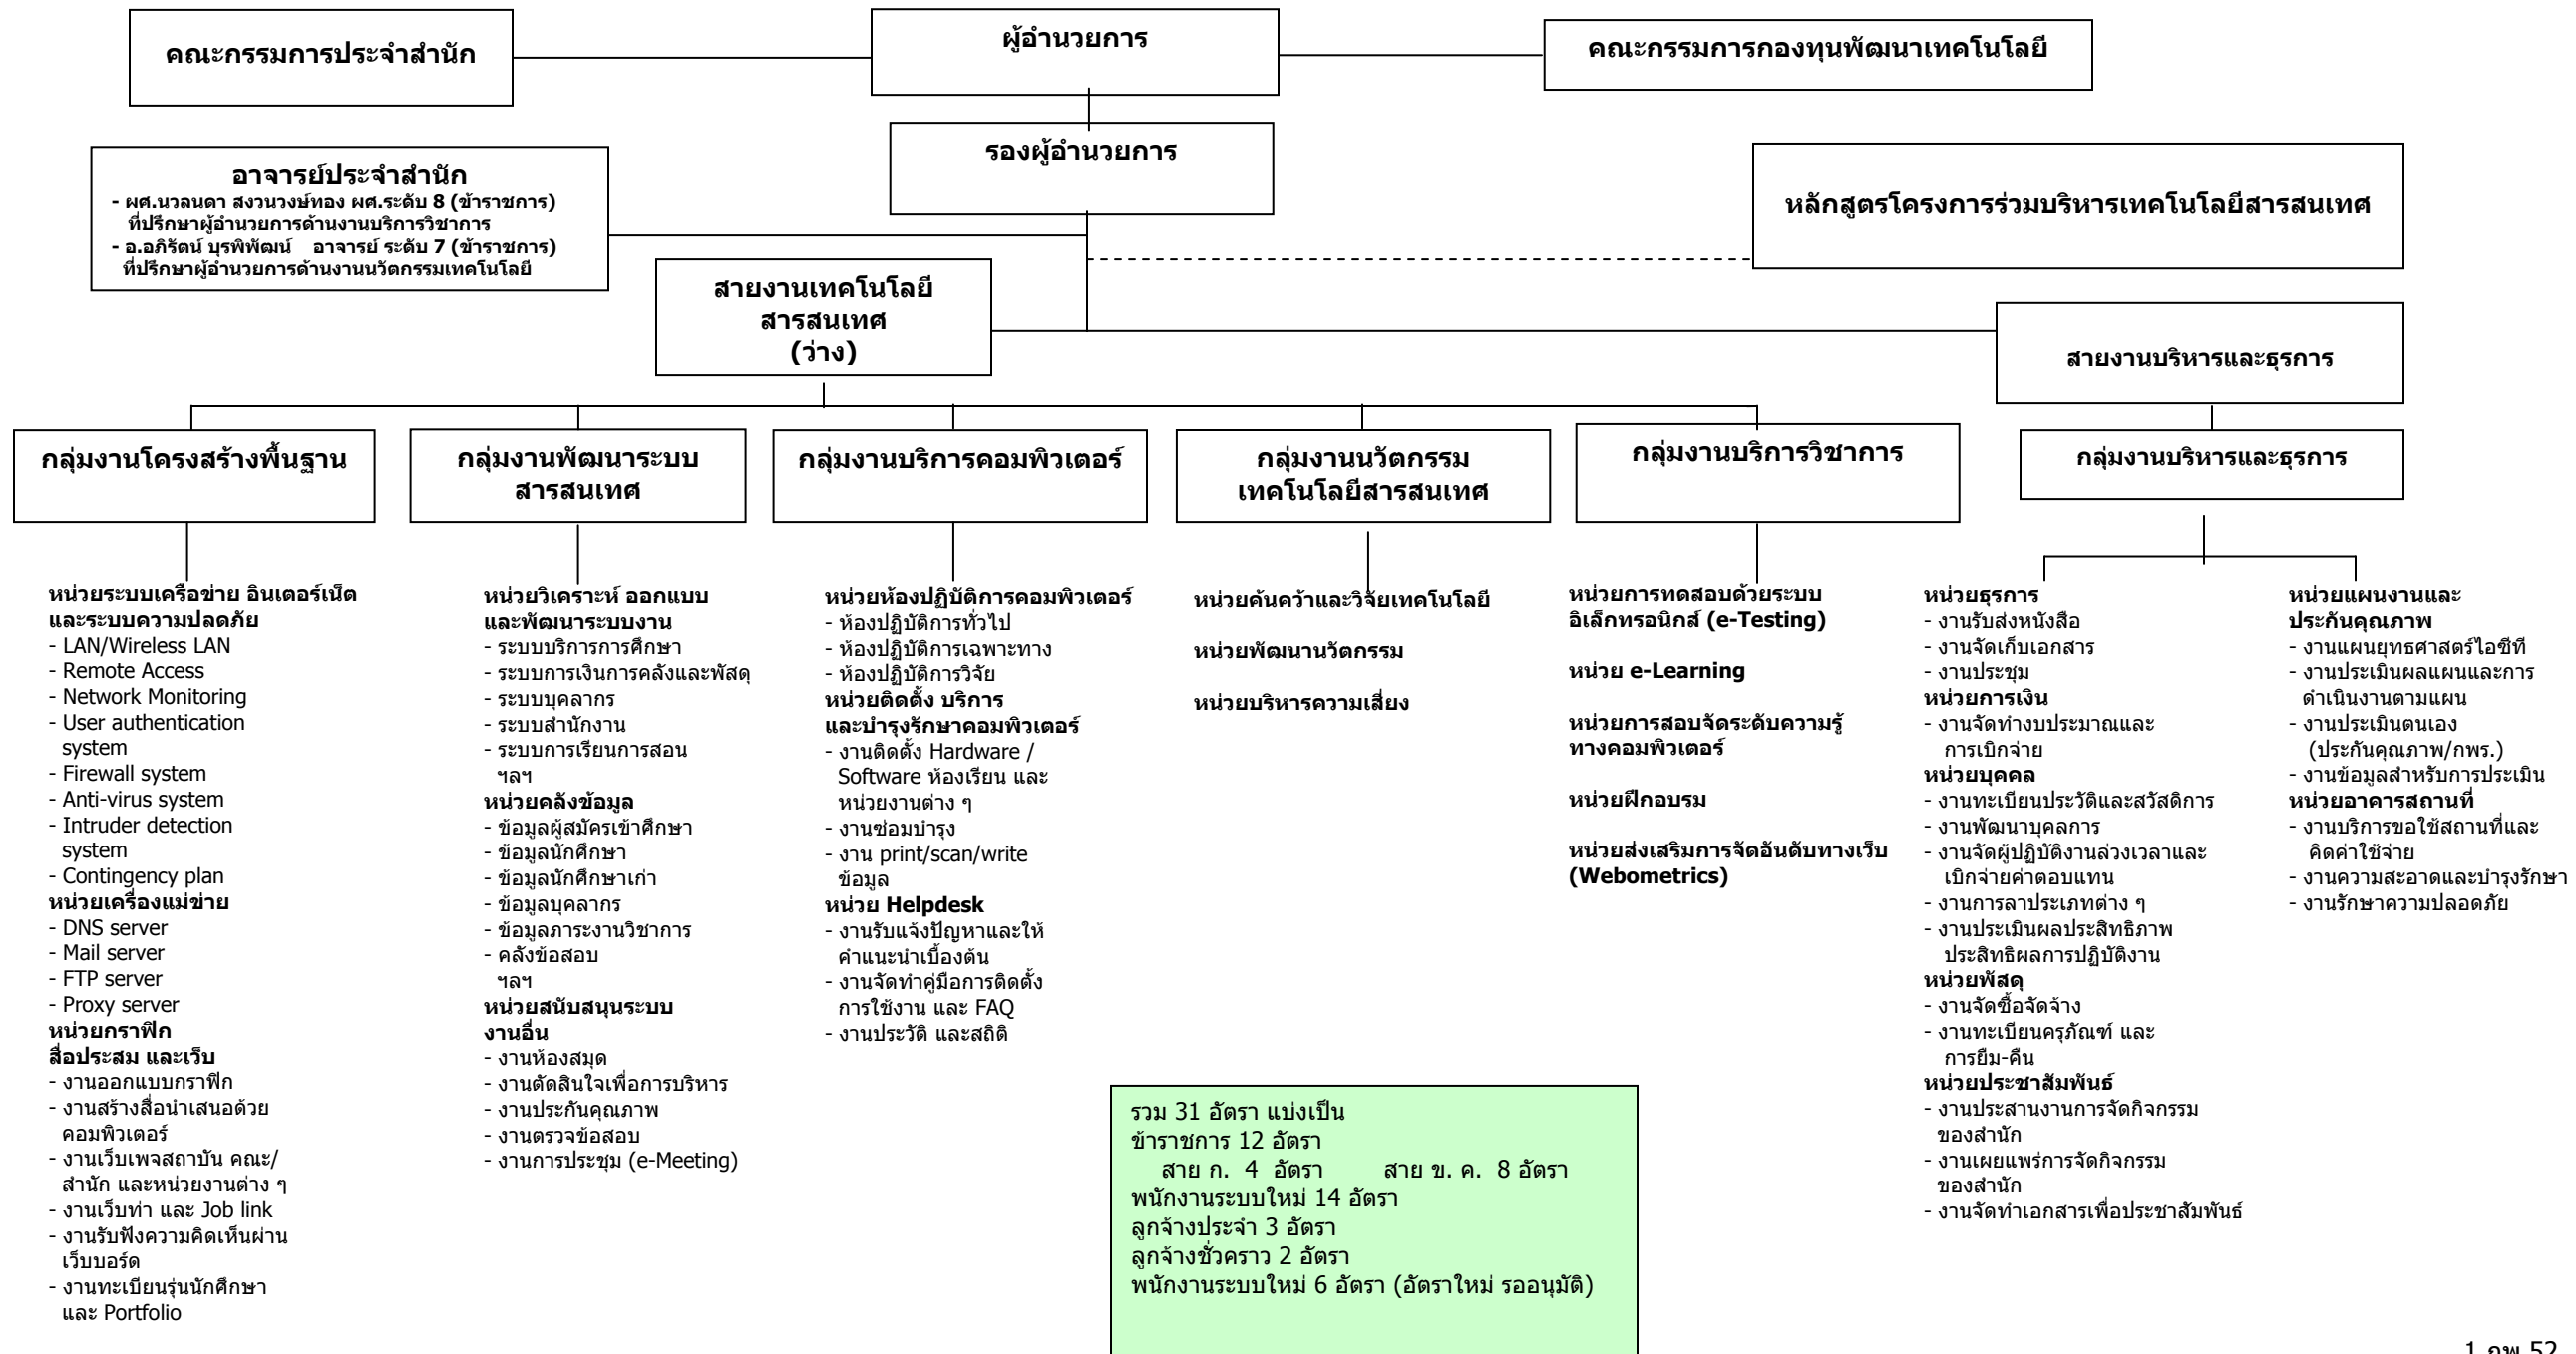 คณะกรรมการประจำสำนัก
ผู้อำนวยการ
คณะกรรมการกองทุนพัฒนาเทคโนโลยี
รองผู้อำนวยการ
อาจารย์ประจำสำนัก
- ผศ.นวลนดา สงวนวงษ์ทอง ผศ.ระดับ 8 (ข้าราชการ)
ที่ปรึกษาผู้อำนวยการด้านงานบริการวิชาการ
- อ.อภิรัตน์ บุรพิพัฒน์ อาจารย์ ระดับ 7 (ข้าราชการ)
ที่ปรึกษาผู้อำนวยการด้านงานนวัตกรรมเทคโนโลยี
หลักสูตรโครงการร่วมบริหารเทคโนโลยีสารสนเทศ
สายงานเทคโนโลยี
สารสนเทศ
(ว่าง)
สายงานบริหารและธุรการ
กลุ่มงานโครงสร้างพื้นฐาน
หน่วยระบบเครือข่าย อินเตอร์เน็ต
และระบบความปลดภัย
- LAN/Wireless LAN
- Remote Access
- Network Monitoring
- User authentication
system
- Firewall system
- Anti-virus system
- Intruder detection
system
- Contingency plan
หน่วยเครื่องแม่ข่าย
- DNS server
- Mail server
- FTP server
- Proxy server
หน่วยกราฟิก
สื่อประสม และเว็บ
- งานออกแบบกราฟิก
- งานสร้างสื่อนำเสนอด้วย
คอมพิวเตอร์
- งานเว็บเพจสถาบัน คณะ/
สำนัก และหน่วยงานต่าง ๆ
- งานเว็บท่า และ Job link
- งานรับฟังความคิดเห็นผ่าน
เว็บบอร์ด
- งานทะเบียนรุ่นนักศึกษา
และ Portfolio
กลุ่มงานพัฒนาระบบ
สารสนเทศ
หน่วยวิเคราะห์ ออกแบบ
และพัฒนาระบบงาน
- ระบบบริการการศึกษา
- ระบบการเงินการคลังและพัสดุ
- ระบบบุคลากร
- ระบบสำนักงาน
- ระบบการเรียนการสอน
ฯลฯ
หน่วยคลังข้อมูล
- ข้อมูลผู้สมัครเข้าศึกษา
- ข้อมูลนักศึกษา
- ข้อมูลนักศึกษาเก่า
- ข้อมูลบุคลากร
- ข้อมูลภาระงานวิชาการ
- คลังข้อสอบ
ฯลฯ
หน่วยสนับสนุนระบบ
งานอื่น
- งานห้องสมุด
- งานตัดสินใจเพื่อการบริหาร
- งานประกันคุณภาพ
- งานตรวจข้อสอบ
- งานการประชุม (e-Meeting)
กลุ่มงานบริการคอมพิวเตอร์
หน่วยห้องปฏิบัติการคอมพิวเตอร์
- ห้องปฏิบัติการทั่วไป
- ห้องปฏิบัติการเฉพาะทาง
- ห้องปฏิบัติการวิจัย
หน่วยติดตั้ง บริการ
และบำรุงรักษาคอมพิวเตอร์
- งานติดตั้ง Hardware /
Software ห้องเรียน และ
หน่วยงานต่าง ๆ
- งานซ่อมบำรุง
- งาน print/scan/write
ข้อมูล
หน่วย Helpdesk
- งานรับแจ้งปัญหาและให้
คำแนะนำเบื้องต้น
- งานจัดทำคู่มือการติดตั้ง
การใช้งาน และ FAQ
- งานประวัติ และสถิติ
กลุ่มงานนวัตกรรม
เทคโนโลยีสารสนเทศ
หน่วยค้นคว้าและวิจัยเทคโนโลยี
หน่วยพัฒนานวัตกรรม
หน่วยบริหารความเสี่ยง
กลุ่มงานบริการวิชาการ
หน่วยการทดสอบด้วยระบบ
อิเล็กทรอนิกส์ (e-Testing)
หน่วย e-Learning
หน่วยการสอบจัดระดับความรู้
ทางคอมพิวเตอร์
หน่วยฝึกอบรม
หน่วยส่งเสริมการจัดอันดับทางเว็บ
(Webometrics)
กลุ่มงานบริหารและธุรการ
หน่วยธุรการ
- งานรับส่งหนังสือ
- งานจัดเก็บเอกสาร
- งานประชุม
หน่วยการเงิน
- งานจัดทำงบประมาณและ
การเบิกจ่าย
หน่วยบุคคล
- งานทะเบียนประวัติและสวัสดิการ
- งานพัฒนาบุคลการ
- งานจัดผู้ปฏิบัติงานล่วงเวลาและ
เบิกจ่ายค่าตอบแทน
- งานการลาประเภทต่าง ๆ
- งานประเมินผลประสิทธิภาพ
ประสิทธิผลการปฏิบัติงาน
หน่วยพัสดุ
- งานจัดซื้อจัดจ้าง
- งานทะเบียนครุภัณฑ์ และ
การยืม-คืน
หน่วยประชาสัมพันธ์
- งานประสานงานการจัดกิจกรรม
ของสำนัก
- งานเผยแพร่การจัดกิจกรรม
ของสำนัก
- งานจัดทำเอกสารเพื่อประชาสัมพันธ์
หน่วยแผนงานและ
ประกันคุณภาพ
- งานแผนยุทธศาสตร์ไอซีที
- งานประเมินผลแผนและการ
ดำเนินงานตามแผน
- งานประเมินตนเอง
(ประกันคุณภาพ/กพร.)
- งานข้อมูลสำหรับการประเมิน
หน่วยอาคารสถานที่
- งานบริการขอใช้สถานที่และ
คิดค่าใช้จ่าย
- งานความสะอาดและบำรุงรักษา
- งานรักษาความปลอดภัย
รวม 31 อัตรา แบ่งเป็น
ข้าราชการ 12 อัตรา
สาย ก. 4 อัตรา สาย ข. ค. 8 อัตรา
พนักงานระบบใหม่ 14 อัตรา
ลูกจ้างประจำ 3 อัตรา
ลูกจ้างชั่วคราว 2 อัตรา
พนักงานระบบใหม่ 6 อัตรา (อัตราใหม่ รออนุมัติ)
1 กพ 52